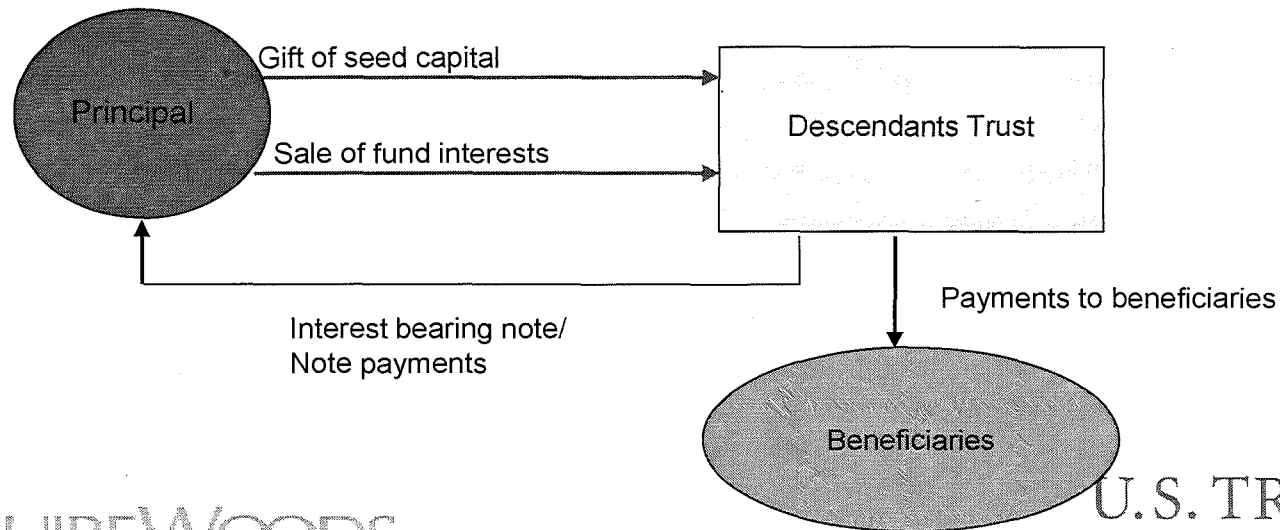 Gift of seed capital
Principal
Descendants Trust
Sale of fund interests
Payments to beneficiaries
Interest bearing note/
Note payments
Beneficiaries
U.S. TR